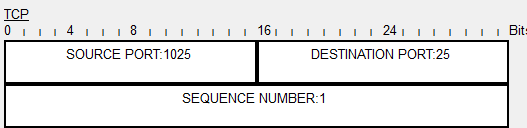 TCP
0 4 8 16 24 Bits
SOURCE PORT:1025 DESTINATION PORT:25
SEQUENCE NUMBER:1